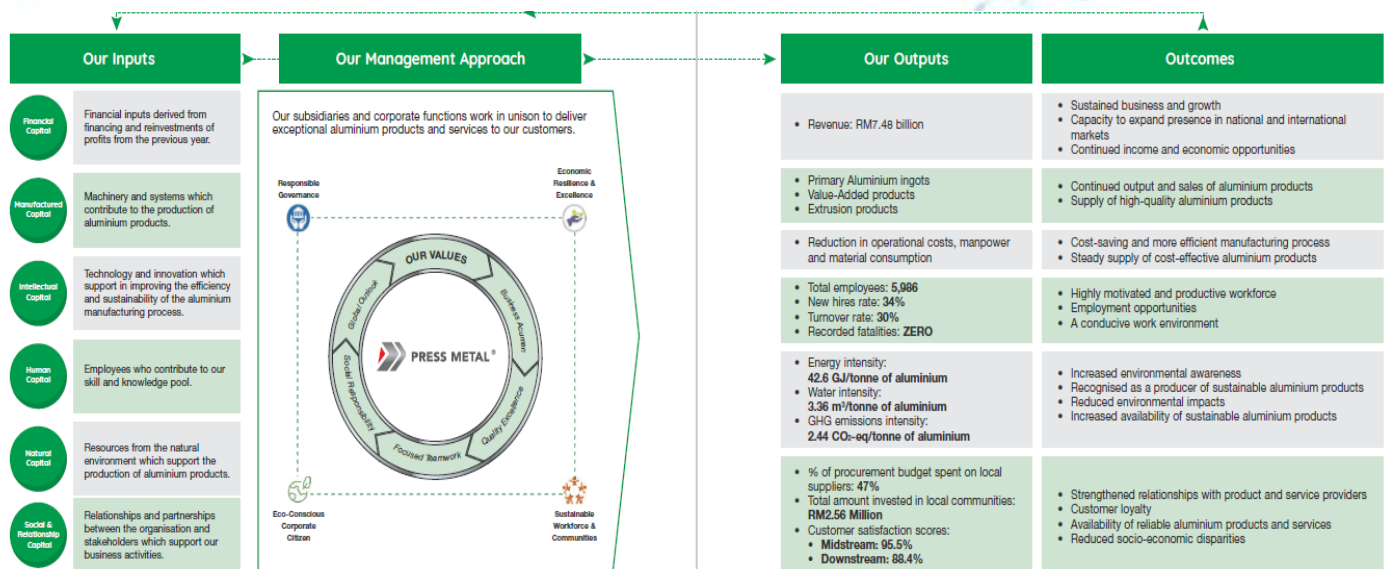 Our Inputs
Our Management Approach
Our Outputs
Outcomes
Financial
Capital
Financial inputs derived from
financing and reinvestments of
profits from the previous year.
Manufactured
Capital
Machinery and systems which
contribute to the production of
aluminium products.
Intellectual
Capital
Technology and innovation which
support in improving the efficiency
and sustainability of the aluminium
manufacturing process.
Human
Capital
Employees who contribute to our
skill and knowledge pool.
Natural
Capital
Resources from the natural
environment which support the
production of aluminium products.
Social &
Relationship
Capital
Relationships and partnerships
between the organisation and
stakeholders which support our
business activities.
Our subsidiaries and corporate functions work in unison to deliver
exceptional aluminium products and services to our customers.
Responsible
Governance
Economic
Resilience &
Excellence
OUR VALUES
Business Acumen
Quality Excellence
Focused Teamwork
Social Responsibility
Global Outlook
PRESS METAL®
Eco-Conscious
Corporate
Citizen
Sustainable
Workforce &
Communities
• Revenue: RM7.48 billion
• Primary Aluminium ingots
• Value-Added products
• Extrusion products
• Reduction in operational costs, manpower
and material consumption
• Total employees: 5,986
• New hires rate: 34%
• Turnover rate: 30%
• Recorded fatalities: ZERO
• Energy intensity:
42.6 GJ/tonne of aluminium
• Water intensity:
3.36 m³/tonne of aluminium
• GHG emissions intensity:
2.44 CO₂-eq/tonne of aluminium
• % of procurement budget spent on local
suppliers: 47%
• Total amount invested in local communities:
RM2.56 Million
• Customer satisfaction scores:
• Midstream: 95.5%
• Downstream: 88.4%
• Sustained business and growth
• Capacity to expand presence in national and international
markets
• Continued income and economic opportunities
• Continued output and sales of aluminium products
• Supply of high-quality aluminium products
• Cost-saving and more efficient manufacturing process
• Steady supply of cost-effective aluminium products
• Highly motivated and productive workforce
• Employment opportunities
• A conducive work environment
• Increased environmental awareness
• Recognised as a producer of sustainable aluminium products
• Reduced environmental impacts
• Increased availability of sustainable aluminium products
• Strengthened relationships with product and service providers
• Customer loyalty
• Availability of reliable aluminium products and services
• Reduced socio-economic disparities